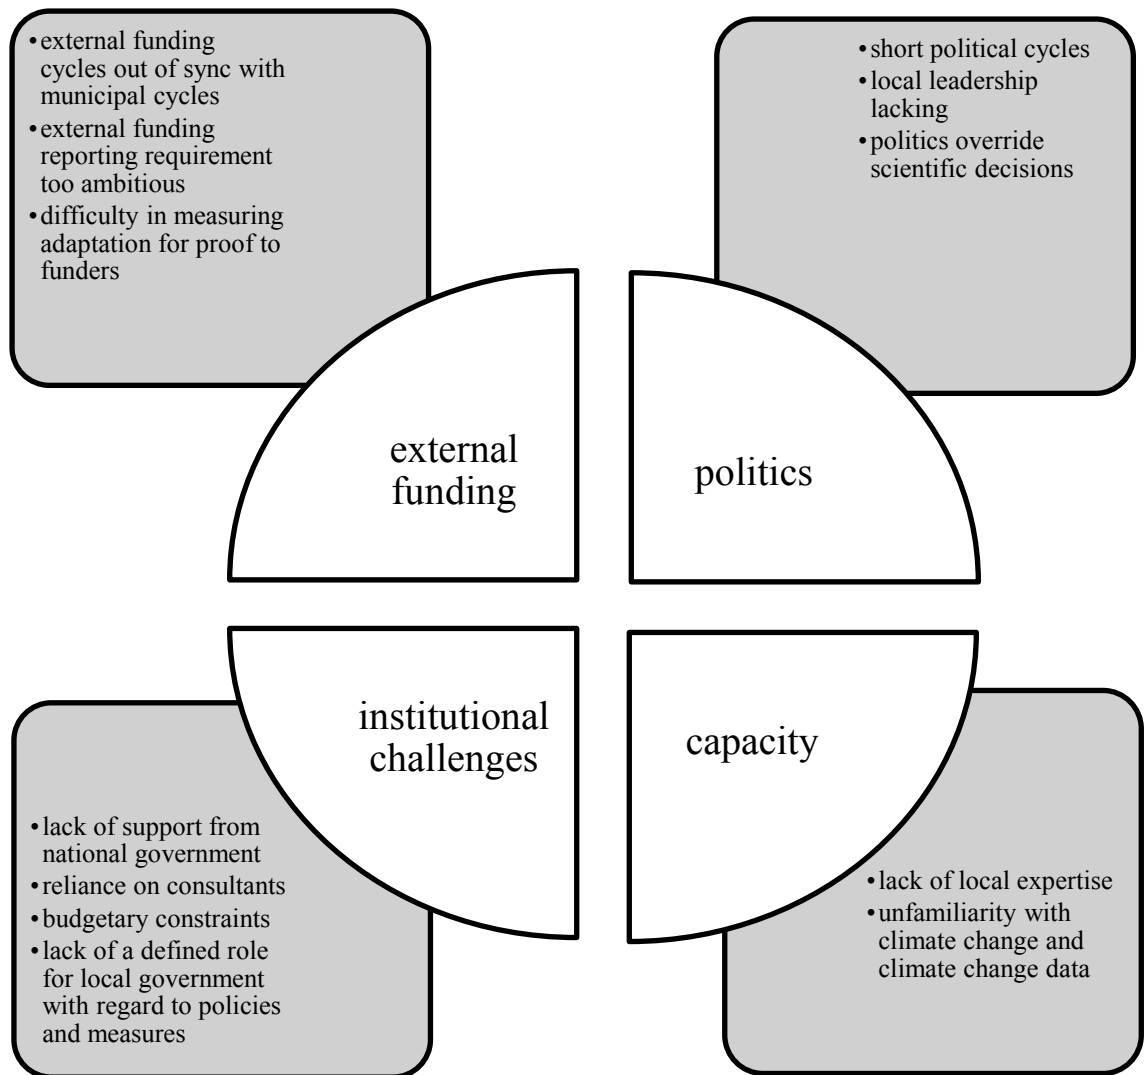 •external funding
cycles out of sync with
municipal cycles
•external funding
reporting requirement
too ambitious
•difficulty in measuring
adaptation for proof to
funders
•short political cycles
•local leadership
lacking
•politics override
scientific decisions
external
funding
politics
institutional
challenges
capacity
•lack of support from
national government
•reliance on consultants
•budgetary constraints
•lack of a defined role
for local government
with regard to policies
and measures
•lack of local expertise
•unfamiliarity with
climate change and
climate change data